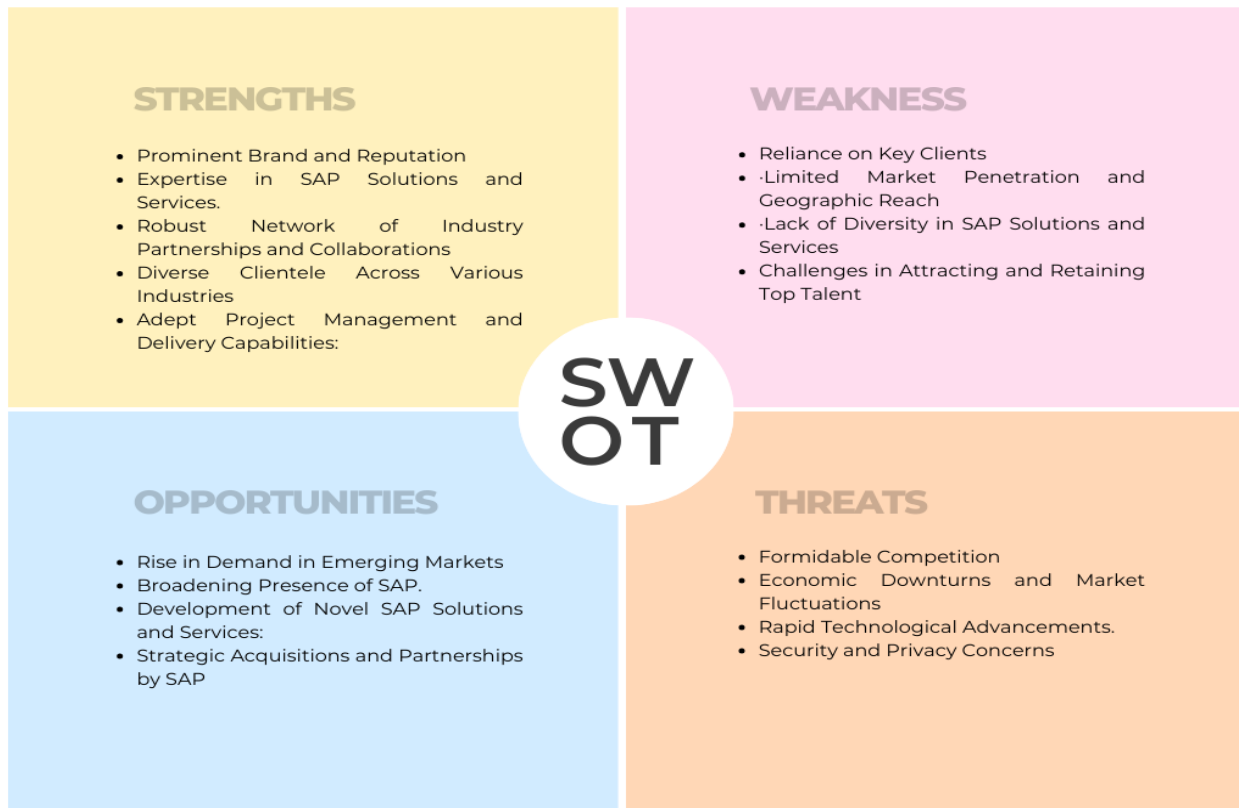 STRENGTHS
• Prominent Brand and Reputation
• Expertise in SAP Solutions and
Services.
• Robust Network of Industry
Partnerships and Collaborations
• Diverse Clientele Across Various
Industries
• Adept Project Management and
Delivery Capabilities:
WEAKNESS
• Reliance on Key Clients
• ·Limited Market Penetration and
Geographic Reach
• ·Lack of Diversity in SAP Solutions and
Services
• Challenges in Attracting and Retaining
Top Talent
SW
OT
OPPORTUNITIES
• Rise in Demand in Emerging Markets
• Broadening Presence of SAP.
• Development of Novel SAP Solutions
and Services:
• Strategic Acquisitions and Partnerships
by SAP
THREATS
• Formidable Competition
• Economic Downturns and Market
Fluctuations
• Rapid Technological Advancements.
• Security and Privacy Concerns